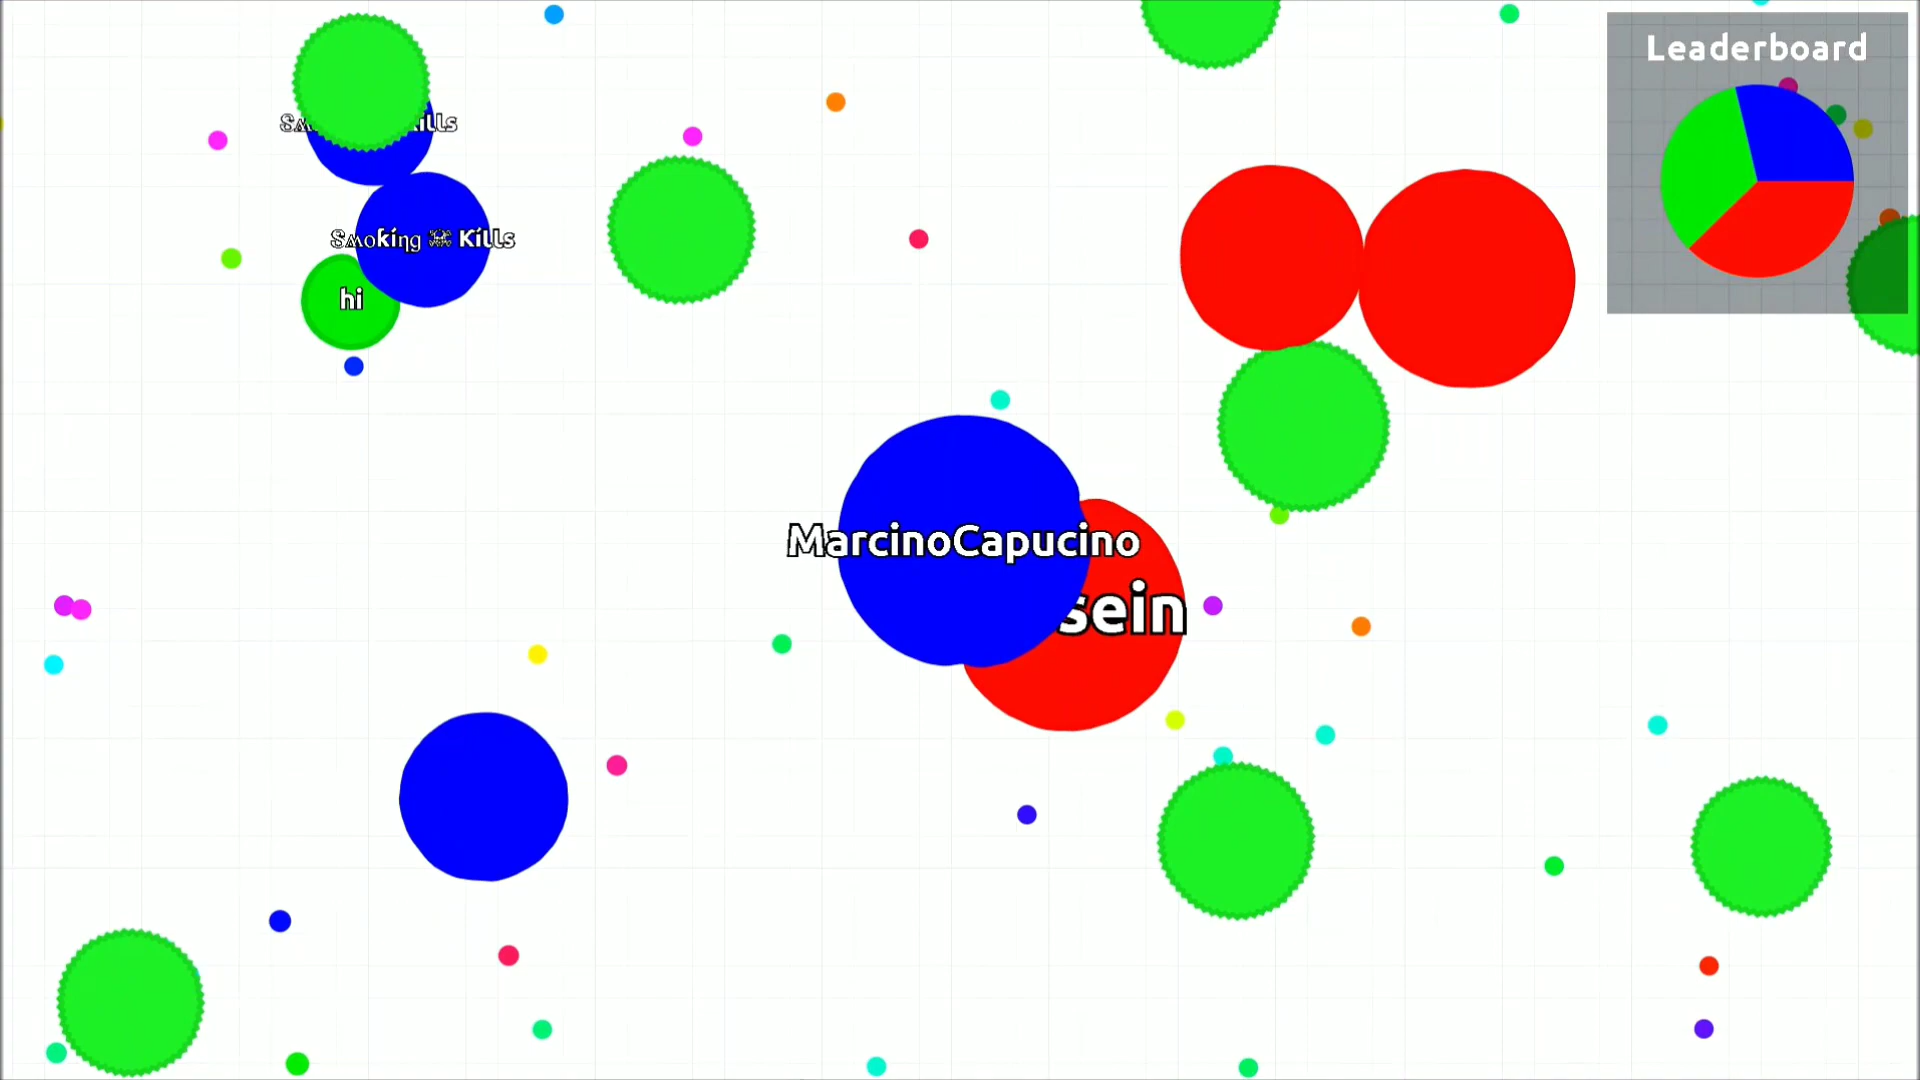 Leaderboard
Smoking ☠ Kills
hi
MarcinoCapucino
sein